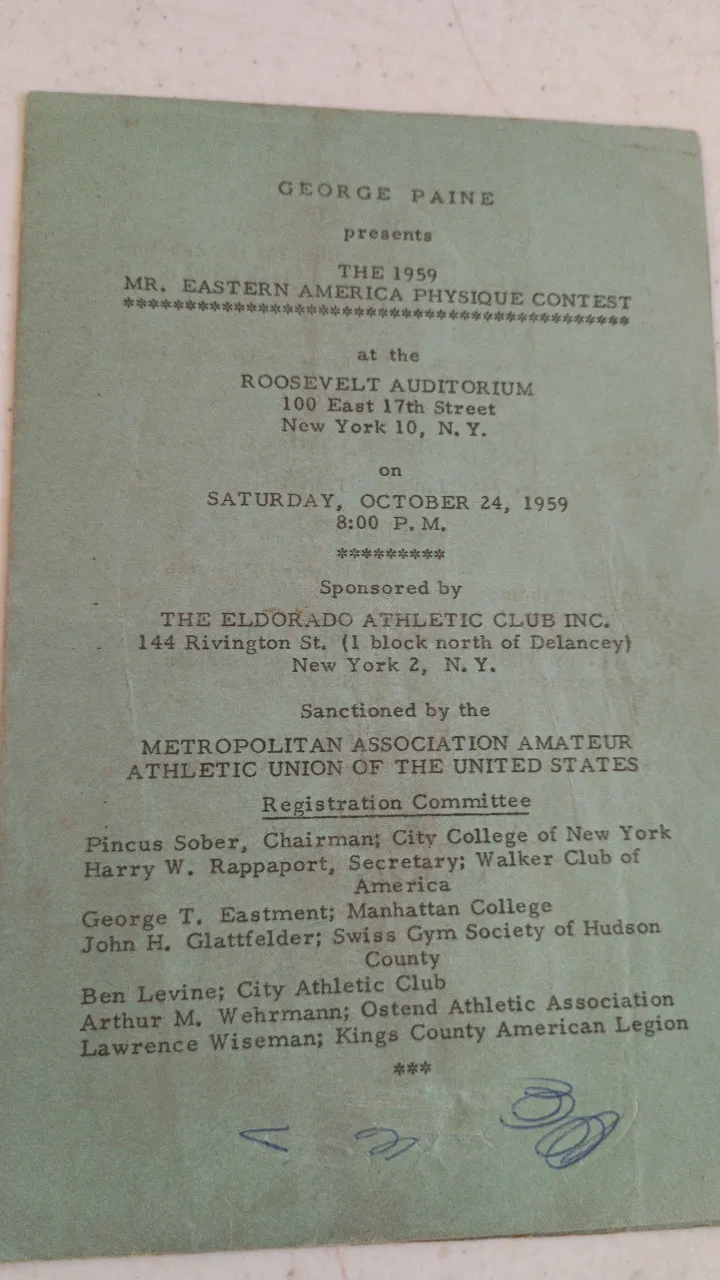 GEORGE PAINE
presents
THE 1959
MR. EASTERN AMERICA PHYSIQUE CONTEST
*****************************************
at the
ROOSEVELT AUDITORIUM
100 East 17th Street
New York 10, N.Y.
on
SATURDAY, OCTOBER 24, 1959
8:00 P.M.
*********
Sponsored by
THE ELDORADO ATHLETIC CLUB INC.
144 Rivington St. (1 block north of Delancey)
New York 2, N.Y.
Sanctioned by the
METROPOLITAN ASSOCIATION AMATEUR
ATHLETIC UNION OF THE UNITED STATES
Registration Committee
Pincus Sober, Chairman; City College of New York
Harry W. Rappaport, Secretary; Walker Club of
America
George T. Eastment; Manhattan College
John H. Glattfelder; Swiss Gym Society of Hudson
County
Ben Levine; City Athletic Club
Arthur M. Wehrmann; Ostend Athletic Association
Lawrence Wiseman; Kings County American Legion
***